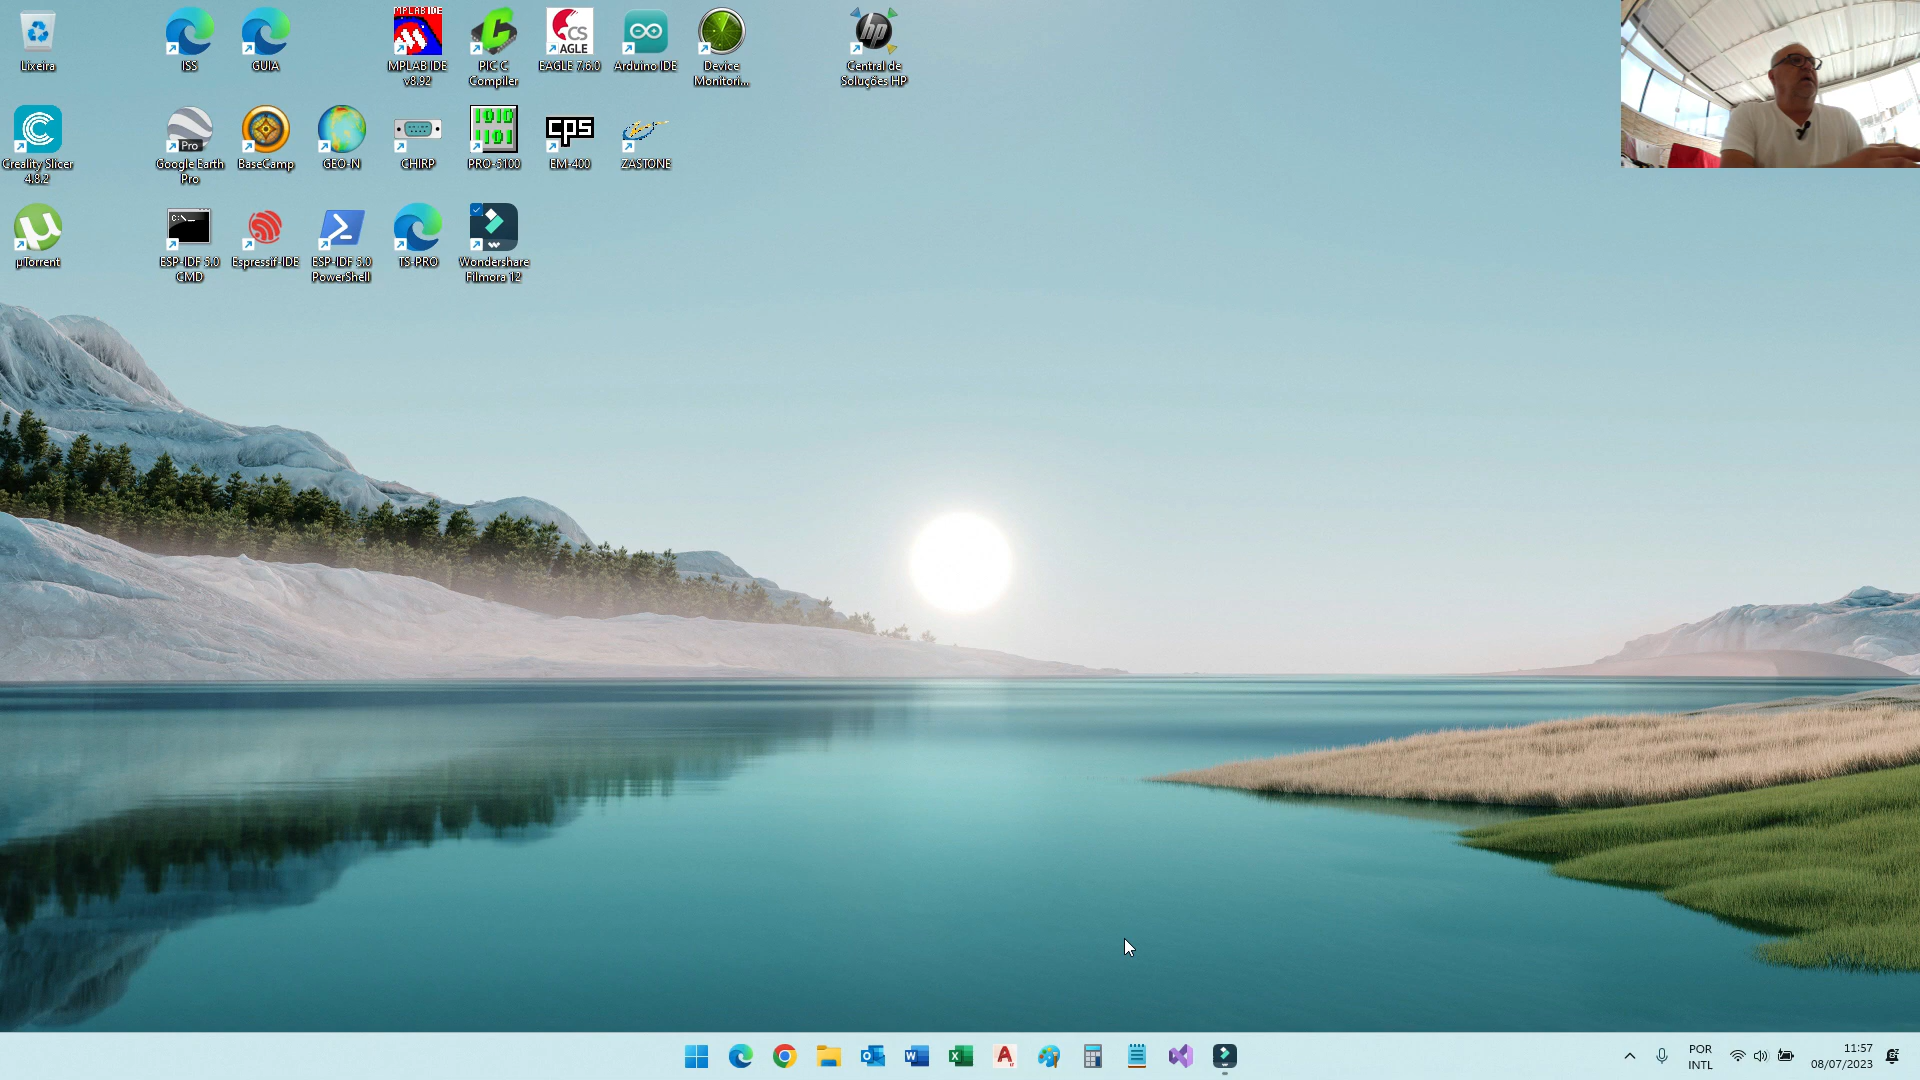 MPLAB IDE
CS
AGLE
hp
Lixeira
ISS
GUIA
MPLAB IDE
v8.92
PIC C
Compiler
EAGLE 7.6.0
Arduino IDE
Device
Monitori...
Central de
Soluções HP
Pro
1010
1101
cps
Creality Slicer
4.8.2
Google Earth
Pro
BaseCamp
GEO-N
CHIRP
PRO-5100
EM-400
ZASTONE
C:\_
µTorrent
ESP-IDF 5.0
CMD
Espressif-IDE
ESP-IDF 5.0
PowerShell
TS-PRO
Wondershare
Filmora 12
POR
INTL
11:57
08/07/2023